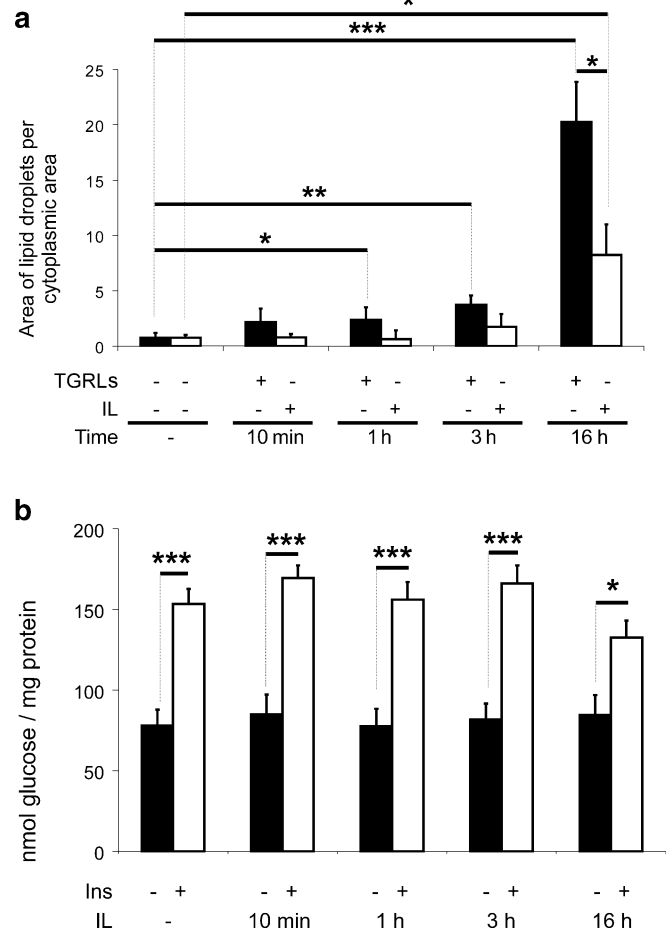 a
*
***
*
**
*
Area of lipid droplets per
cytoplasmic area
25
20
15
10
5
0
TGRLs - - + - + - + - + -
IL - - - + - + - + - +
Time - 10 min 1 h 3 h 16 h
b
nmol glucose / mg protein
200
150
100
50
0
*** *** *** *** *
Ins - + - + - + - + - +
IL - 10 min 1 h 3 h 16 h